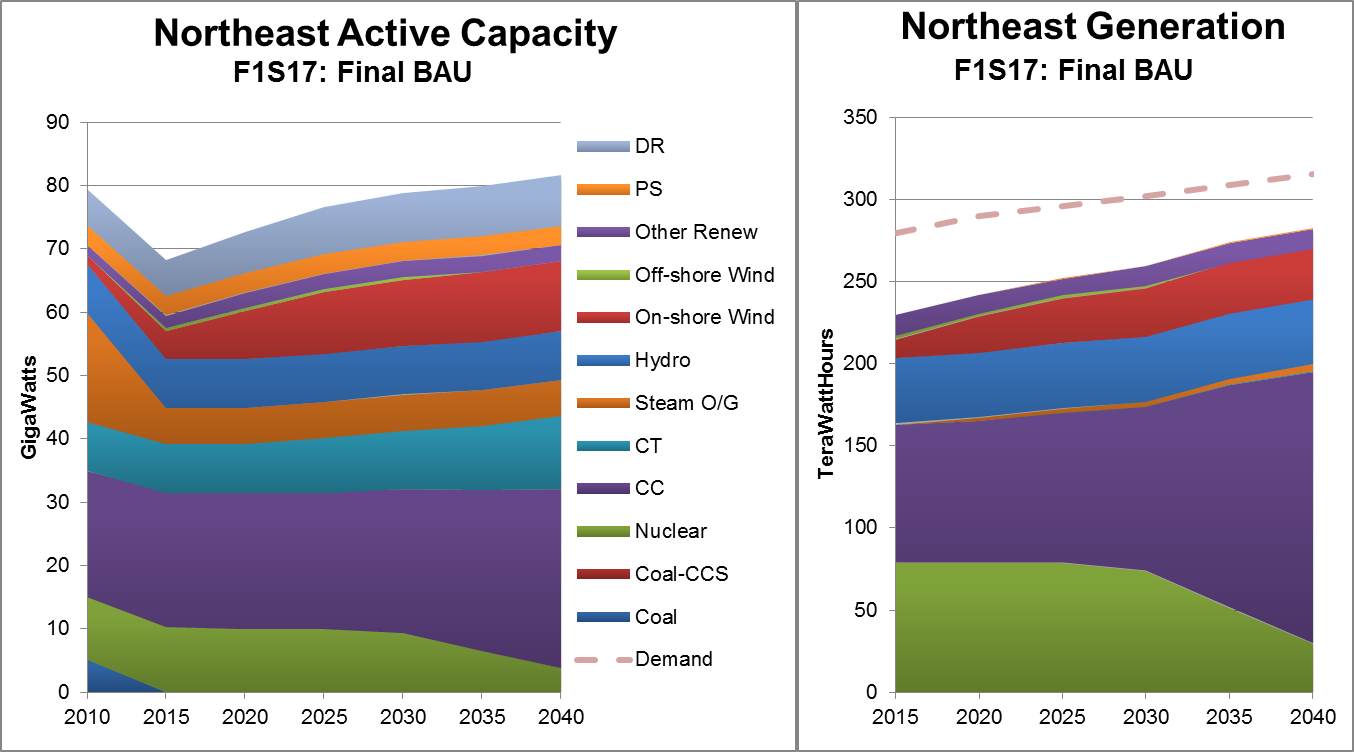 Northeast Active Capacity
F1S17: Final BAU
GigaWatts
90
80
70
60
50
40
30
20
10
0
2010 2015 2020 2025 2030 2035 2040
DR
PS
Other Renew
Off-shore Wind
On-shore Wind
Hydro
Steam O/G
CT
CC
Nuclear
Coal-CCS
Coal
Demand
Northeast Generation
F1S17: Final BAU
TeraWattHours
350
300
250
200
150
100
50
0
2015 2020 2025 2030 2035 2040